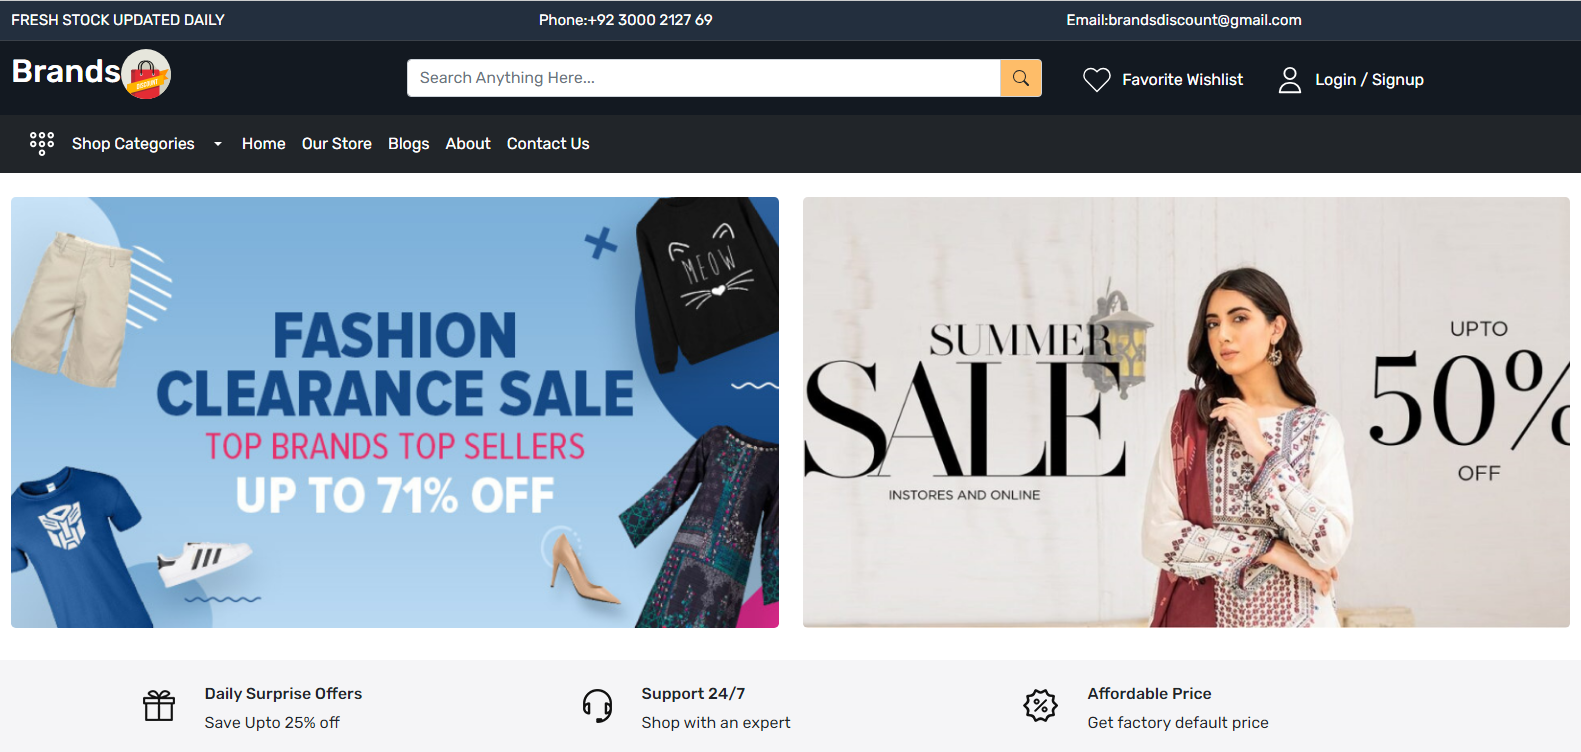 FRESH STOCK UPDATED DAILY
Phone:+92 3000 2127 69
Email:brandsdiscount@gmail.com
Brands
DISCOUNT
Search Anything Here...
Favorite Wishlist
Login / Signup
Shop Categories
Home
Our Store
Blogs
About
Contact Us
MEOW
FASHION
CLEARANCE SALE
TOP BRANDS TOP SELLERS
UP TO 71% OFF
SUMMER
SALE
INSTORES AND ONLINE
UPTO
50%
OFF
Daily Surprise Offers
Save Upto 25% off
Support 24/7
Shop with an expert
Affordable Price
Get factory default price